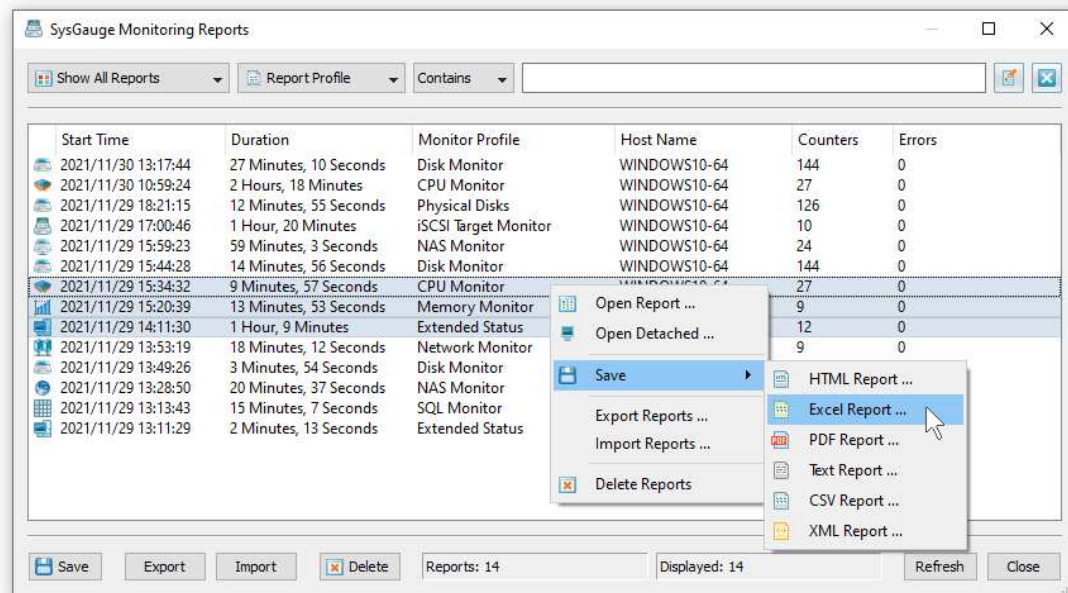 SysGauge Monitoring Reports
Show All Reports Report Profile Contains
Start Time Duration Monitor Profile Host Name Counters Errors
2021/11/30 13:17:44 27 Minutes, 10 Seconds Disk Monitor WINDOWS10-64 144 0
2021/11/30 10:59:24 2 Hours, 18 Minutes CPU Monitor WINDOWS10-64 27 0
2021/11/29 18:21:15 12 Minutes, 55 Seconds Physical Disks WINDOWS10-64 126 0
2021/11/29 17:00:46 1 Hour, 20 Minutes iSCSI Target Monitor WINDOWS10-64 10 0
2021/11/29 15:59:23 59 Minutes, 3 Seconds NAS Monitor WINDOWS10-64 24 0
2021/11/29 15:44:28 14 Minutes, 56 Seconds Disk Monitor WINDOWS10-64 144 0
2021/11/29 15:34:32 9 Minutes, 57 Seconds CPU Monitor WINDOWS10-64 27 0
2021/11/29 15:20:39 13 Minutes, 53 Seconds Memory Monitor 9 0
2021/11/29 14:11:30 1 Hour, 9 Minutes Extended Status 12 0
2021/11/29 13:53:19 18 Minutes, 12 Seconds Network Monitor 9 0
2021/11/29 13:49:26 3 Minutes, 54 Seconds Disk Monitor
2021/11/29 13:28:50 20 Minutes, 37 Seconds NAS Monitor
2021/11/29 13:13:43 15 Minutes, 7 Seconds SQL Monitor
2021/11/29 13:11:29 2 Minutes, 13 Seconds Extended Status
Open Report ...
Open Detached ...
Save
Export Reports ...
Import Reports ...
Delete Reports
HTML Report ...
Excel Report ...
PDF Report ...
Text Report ...
CSV Report ...
XML Report ...
Save Export Import Delete Reports: 14 Displayed: 14 Refresh Close